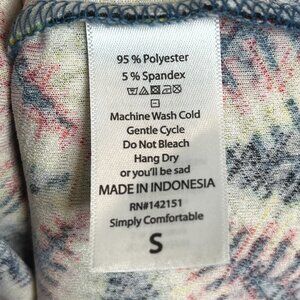 95 % Polyester
5 % Spandex
Machine Wash Cold
Gentle Cycle
Do Not Bleach
Hang Dry
or you'll be sad
MADE IN INDONESIA
RN#142151
Simply Comfortable
S